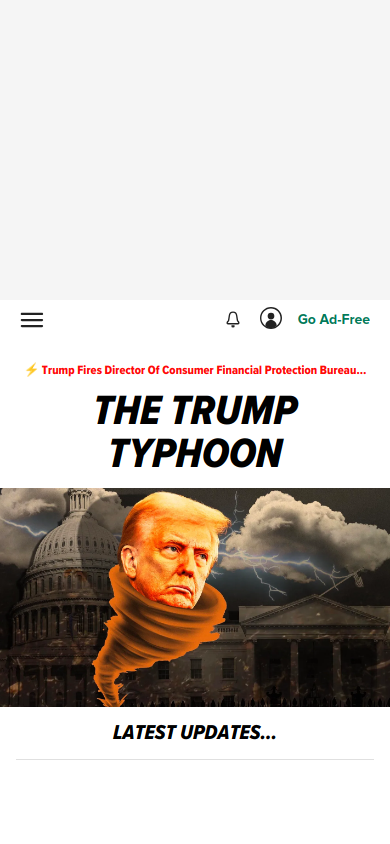 Go Ad-Free
⚡ Trump Fires Director Of Consumer Financial Protection Bureau...
THE TRUMP
TYPHOON
LATEST UPDATES...